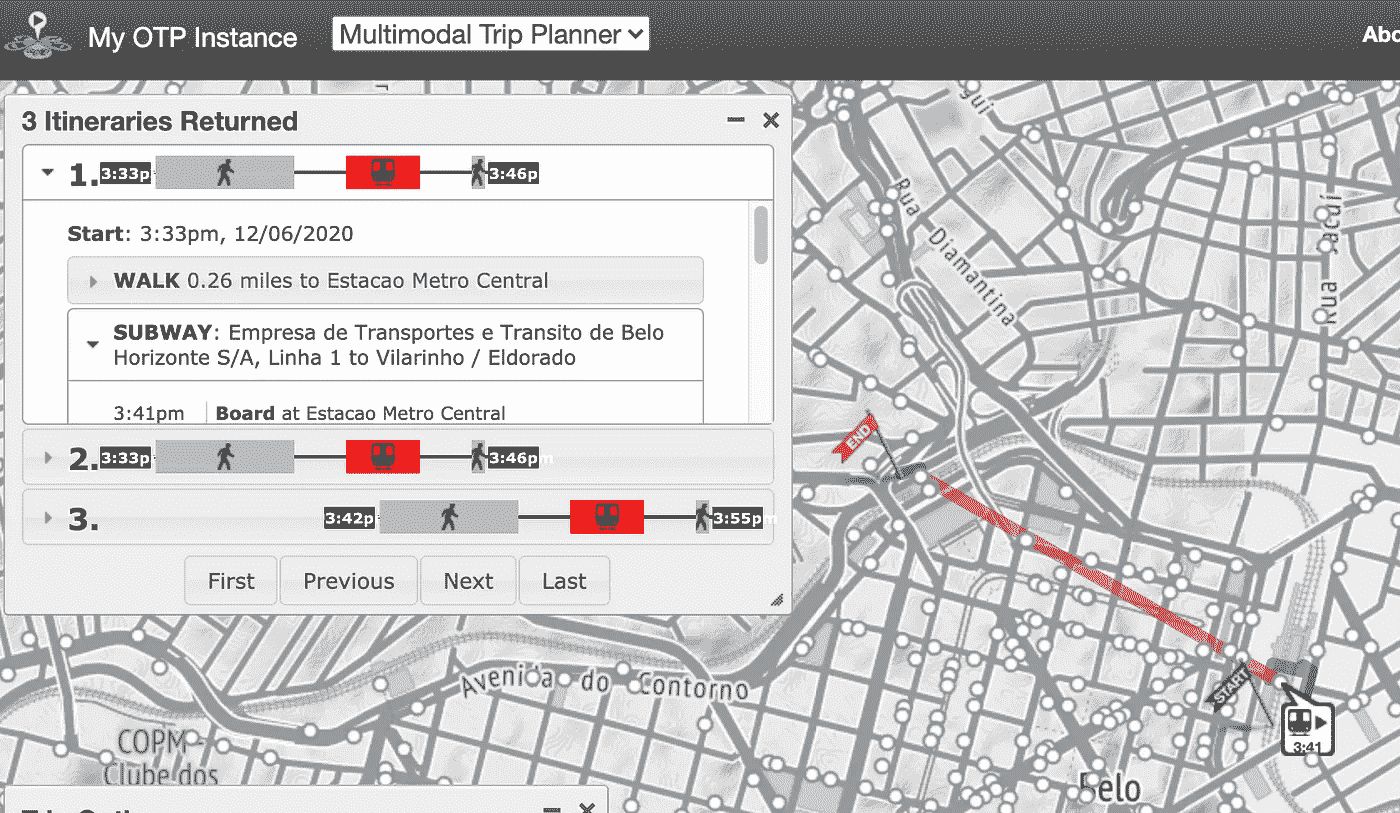 My OTP Instance
Multimodal Trip Planner
3 Itineraries Returned
1. 3:33p 3:46p
Start: 3:33pm, 12/06/2020
WALK 0.26 miles to Estacao Metro Central
SUBWAY: Empresa de Transportes e Transito de Belo
Horizonte S/A, Linha 1 to Vilarinho / Eldorado
3:41pm Board at Estacao Metro Central
2. 3:33p 3:46pm
3. 3:42p 3:55pm
First Previous Next Last
Rua Diamantina
END
START
3:41
Avenida do Contorno
COPM -
Clube dos
Belo